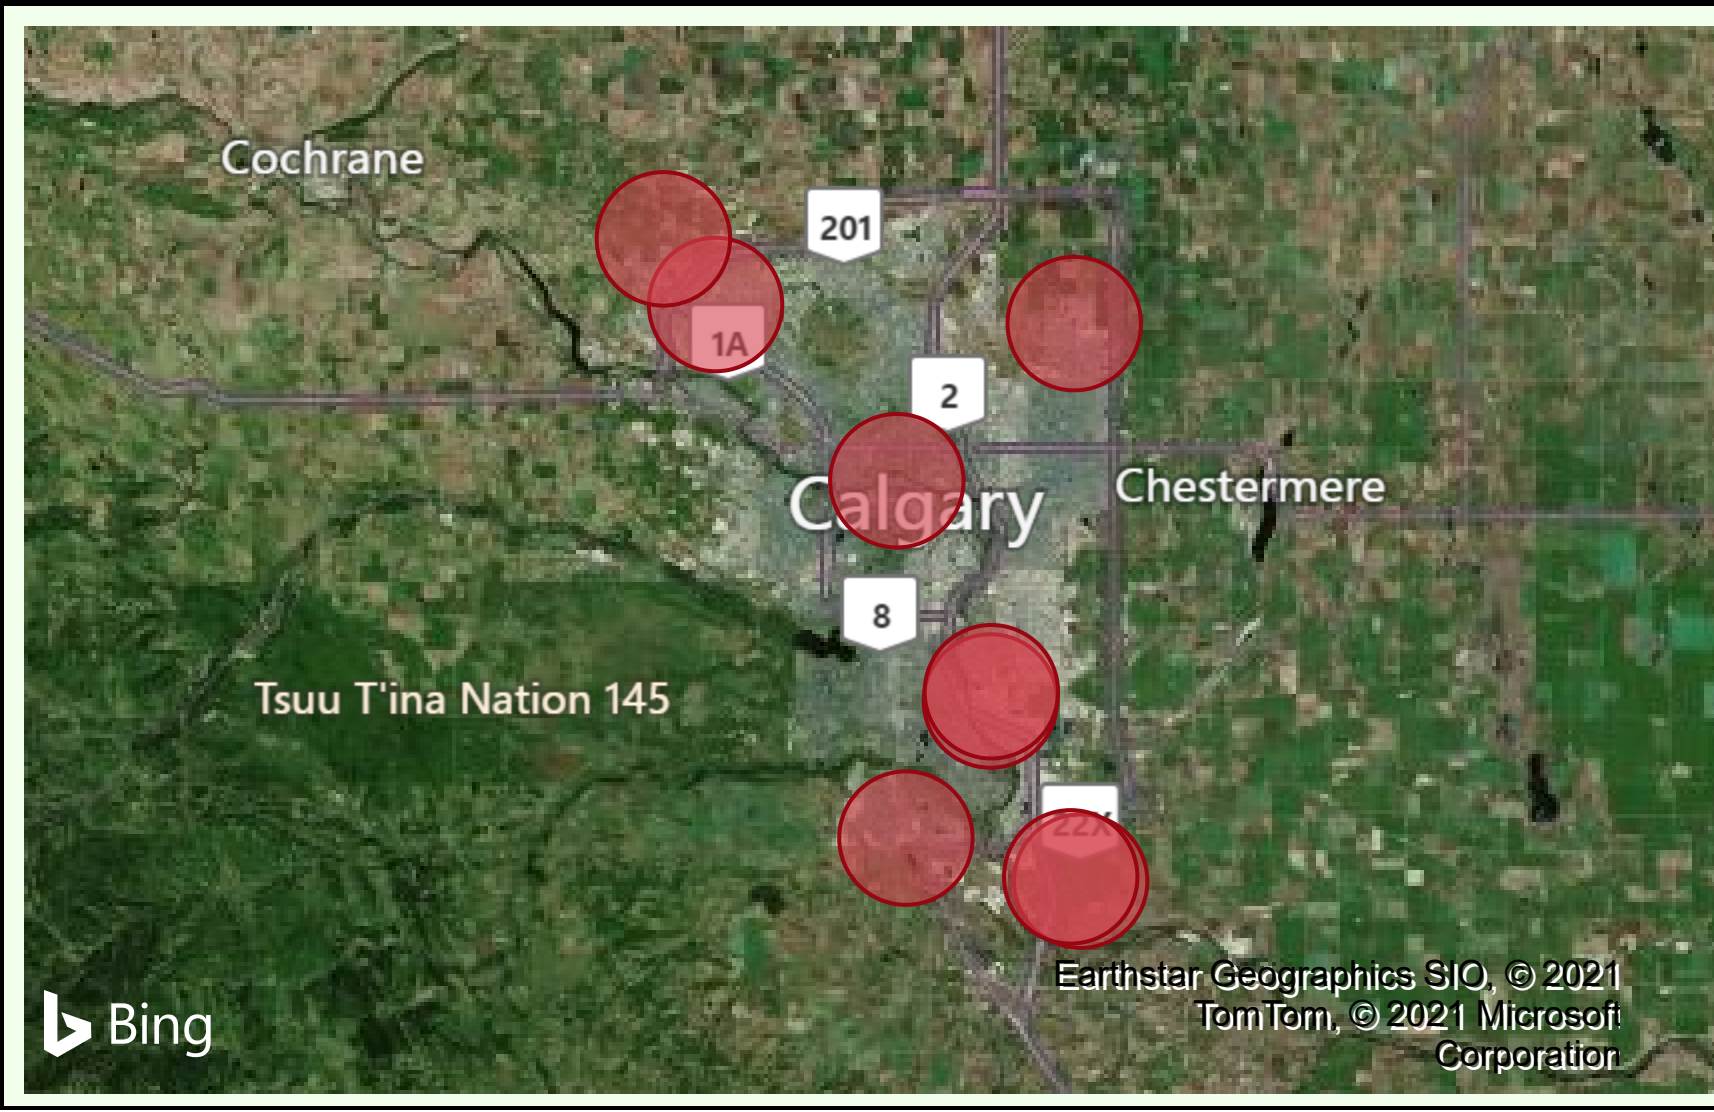 Cochrane
201
1A
2
Calgary
Chestermere
8
Tsuu T'ina Nation 145
22X
Earthstar Geographics SIO, © 2021
TomTom, © 2021 Microsoft
Corporation
Bing